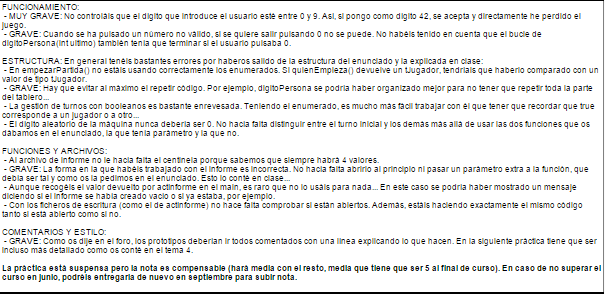 FUNCIONAMIENTO:
- MUY GRAVE: No controláis que el dígito que introduce el usuario esté entre 0 y 9. Así, si pongo como dígito 42, se acepta y directamente he perdido el
juego.
- GRAVE: Cuando se ha pulsado un número no válido, si se quiere salir pulsando 0 no se puede. No habéis tenido en cuenta que el bucle de
digitoPersona(int ultimo) también tenía que terminar si el usuario pulsaba 0.
ESTRUCTURA: En general tenéis bastantes errores por haberos salido de la estructura del enunciado y la explicada en clase:
- En empezarPartida() no estáis usando correctamente los enumerados. Si quienEmpieza() devuelve un tJugador, tendríais que haberlo comparado con un
valor de tipo tJugador.
- GRAVE: Hay que evitar al máximo el repetir código. Por ejemplo, digitoPersona se podría haber organizado mejor para no tener que repetir toda la parte
del tablero...
- La gestión de turnos con booleanos es bastante enrevesada. Teniendo el enumerado, es mucho más fácil trabajar con él que tener que recordar que true
corresponde a un jugador o a otro...
- El dígito aleatorio de la máquina nunca debería ser 0. No hacía falta distinguir entre el turno inicial y los demás más allá de usar las dos funciones que os
dábamos en el enunciado, la que tenía parámetro y la que no.
FUNCIONES Y ARCHIVOS:
- Al archivo de informe no le hacía falta el centinela porque sabemos que siempre habrá 4 valores.
- GRAVE: La forma en la que habéis trabajado con el informe es incorrecta. No hacía falta abrirlo al principio ni pasar un parámetro extra a la función, que
debía ser tal y como os la pedimos en el enunciado. Esto lo conté en clase...
- Aunque recogéis el valor devuelto por actInforme en el main, es raro que no lo usáis para nada... En este caso se podría haber mostrado un mensaje
diciendo si el informe se había creado vacío o si ya estaba, por ejemplo.
- Con los ficheros de escritura (como el de actInforme) no hace falta comprobar si están abiertos. Además, estáis haciendo exactamente el mismo código
tanto si está abierto como si no.
COMENTARIOS Y ESTILO:
- GRAVE: Como os dije en el foro, los prototipos deberían ir todos comentados con una línea explicando lo que hacen. En la siguiente práctica tiene que ser
incluso más detallado como os conté en el tema 4.
La práctica está suspensa pero la nota es compensable (hará media con el resto, media que tiene que ser 5 al final de curso). En caso de no superar el
curso en junio, podréis entregarla de nuevo en septiembre para subir nota.